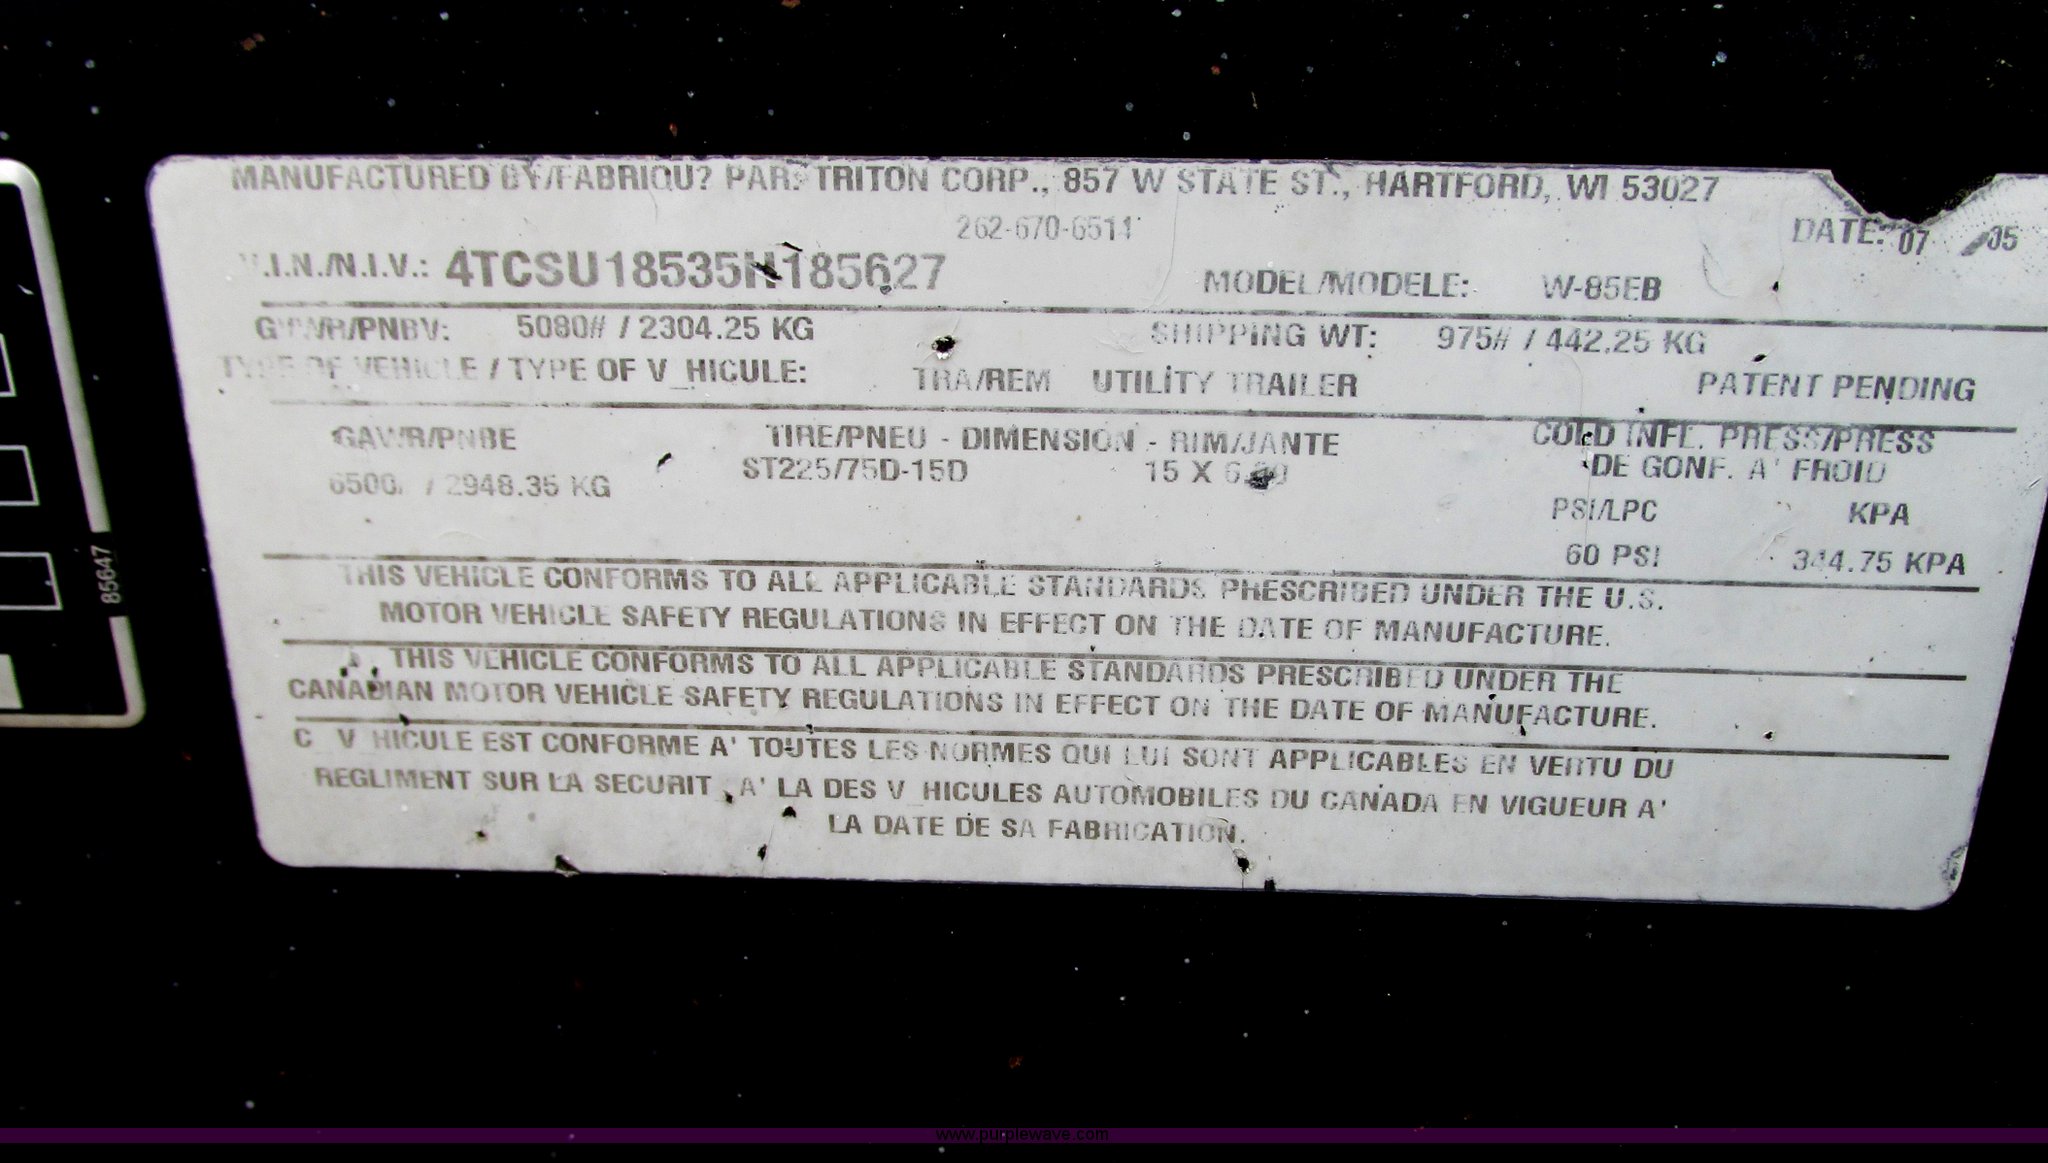 MANUFACTURED BY/FABRIQU? PAR: TRITON CORP., 857 W STATE ST., HARTFORD, WI 53027
262-670-6514
DATE: 07 /05
V.I.N./N.I.V.: 4TCSU18535H185627
MODEL/MODELE: W-85EB
GVWR/PNBV: 5080# / 2304.25 KG SHIPPING WT: 975# / 442.25 KG
TYPE OF VEHICLE / TYPE OF V_HICULE: TRA/REM UTILITY TRAILER PATENT PENDING
GAWR/PNBE TIRE/PNEU - DIMENSION - RIM/JANTE COLD INFL. PRESS/PRESS
DE GONF. A' FROID
6500# / 2948.35 KG ST225/75D-15D 15 X
PSI/LPC KPA
60 PSI 344.75 KPA
THIS VEHICLE CONFORMS TO ALL APPLICABLE STANDARDS PRESCRIBED UNDER THE U.S.
MOTOR VEHICLE SAFETY REGULATIONS IN EFFECT ON THE DATE OF MANUFACTURE.
THIS VEHICLE CONFORMS TO ALL APPLICABLE STANDARDS PRESCRIBED UNDER THE
CANADIAN MOTOR VEHICLE SAFETY REGULATIONS IN EFFECT ON THE DATE OF MANUFACTURE.
C_ V_HICULE EST CONFORME A' TOUTES LES NORMES QUI LUI SONT APPLICABLES EN VERTU DU
REGLIMENT SUR LA SECURIT_ A' LA DES V_HICULES AUTOMOBILES DU CANADA EN VIGUEUR A'
LA DATE DE SA FABRICATION.
85647
www.purplewave.com